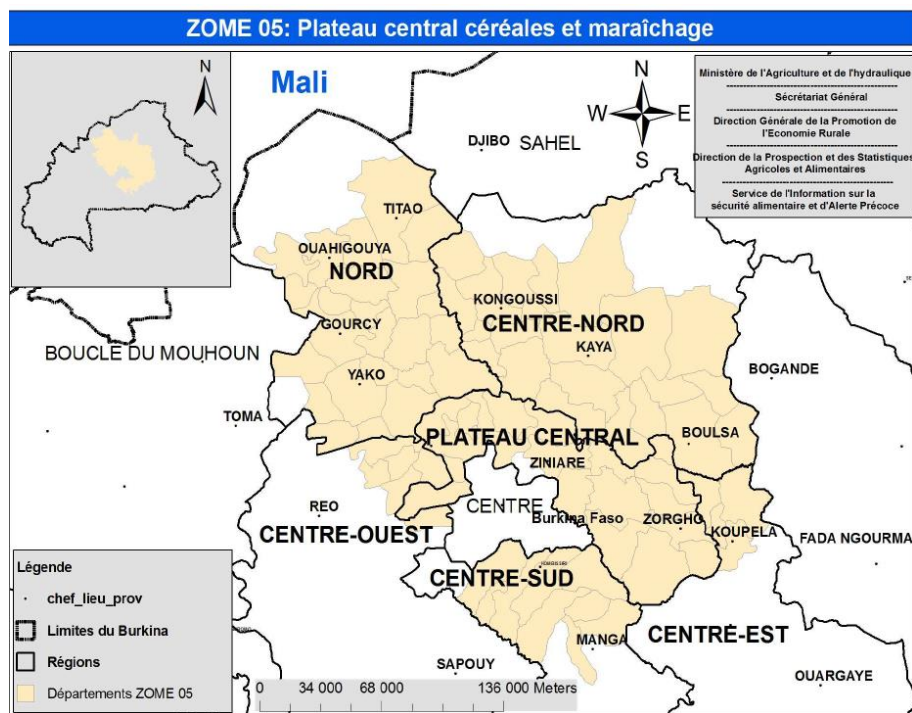 ZOME 05: Plateau central céréales et maraîchage
N
Mali
N
W
E
S
Ministère de l'Agriculture et de l'hydraulique
Sécrétariat Général
Direction Générale de la Promotion de
l'Economie Rurale
Direction de la Prospection et des Statistiques
Agricoles et Alimentaires
Service de l'Information sur la
sécurité alimentaire et d'Alerte Précoce
DJIBO
SAHEL
TITAO
OUAHIGOUYA
NORD
KONGOUSSI
CENTRE-NORD
GOURCY
KAYA
BOUCLE DU MOUHOUN
YAKO
BOGANDE
TOMA
PLATEAU CENTRAL
BOULSA
ZINIARE
REO
CENTRE
Burkina Faso
ZORGHO
KOUPELA
CENTRE-OUEST
FADA NGOURMA
CENTRE-SUD
MANGA
CENTRE-EST
SAPOUY
OUARGAYE
Légende
chef_lieu_prov
Limites du Burkina
Régions
Départements ZOME 05
0 34 000 68 000 136 000 Meters